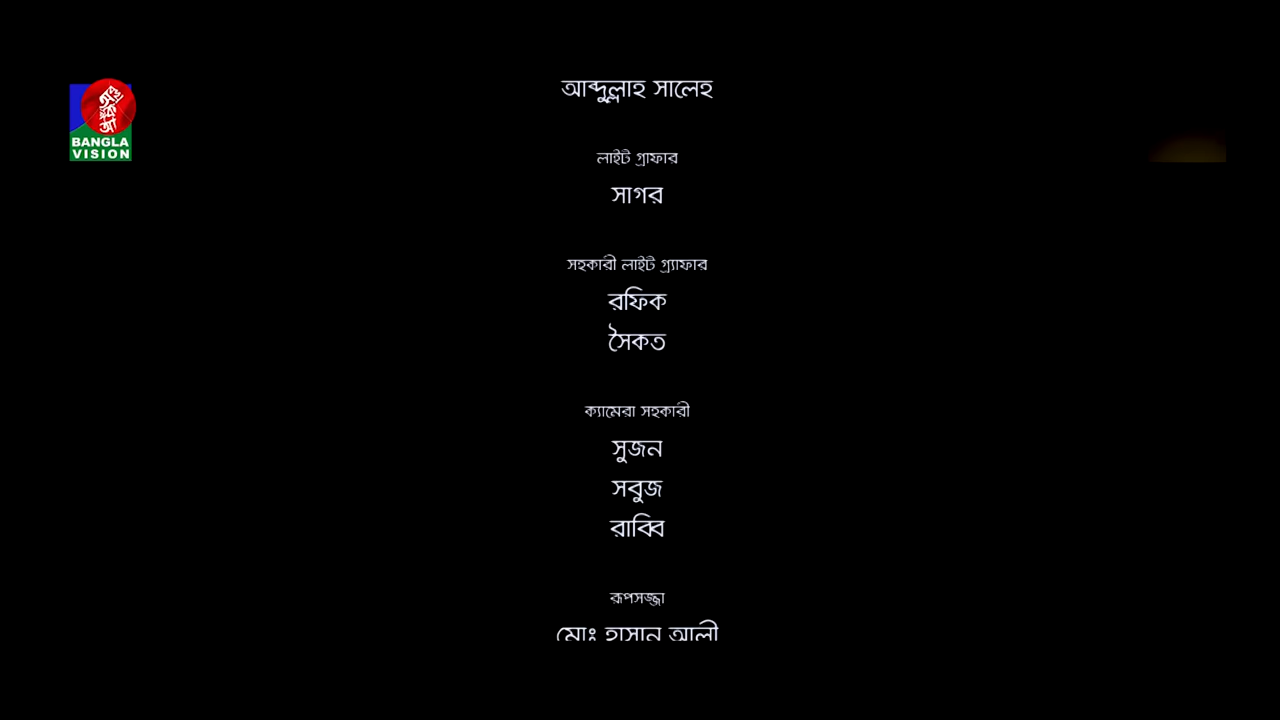 আব্দুল্লাহ সালেহ
লাইট গ্রাফার
সাগর
সহকারী লাইট গ্র্যাফার
রফিক
সৈকত
ক্যামেরা সহকারী
সুজন
সবুজ
রাব্বি
রূপসজ্জা
মোঃ হাসান আলী
BANGLA
VISION